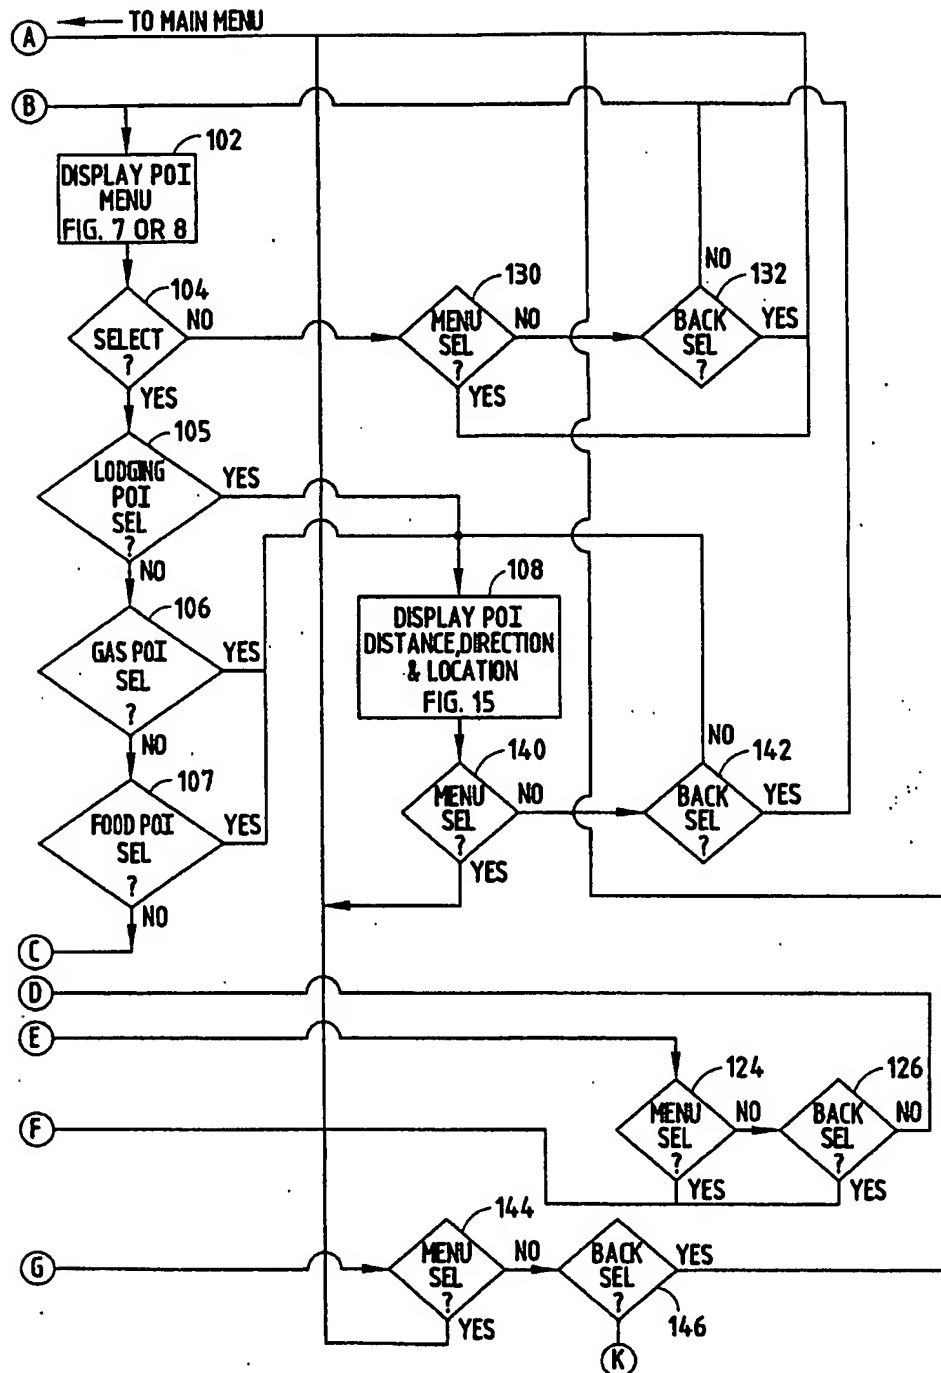 TO MAIN MENU
A
B
102
DISPLAY POI
MENU
FIG. 7 OR 8
104
SELECT
?
NO
YES
130
MENU
SEL
?
NO
YES
132
BACK
SEL
?
NO
YES
105
LODGING
POI
SEL
?
YES
NO
106
GAS POI
SEL
?
YES
NO
107
FOOD POI
SEL
?
YES
NO
108
DISPLAY POI
DISTANCE, DIRECTION
& LOCATION
FIG. 15
140
MENU
SEL
?
NO
YES
142
BACK
SEL
?
NO
YES
C
D
E
124
MENU
SEL
?
NO
YES
126
BACK
SEL
?
NO
YES
F
G
144
MENU
SEL
?
NO
YES
BACK
SEL
?
YES
146
K